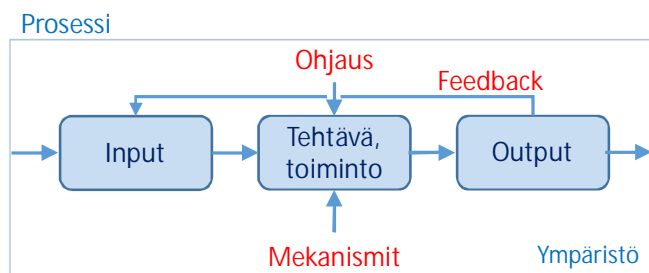 Prosessi
Ohjaus
Feedback
Input
Tehtävä,
toiminto
Output
Mekanismit
Ympäristö